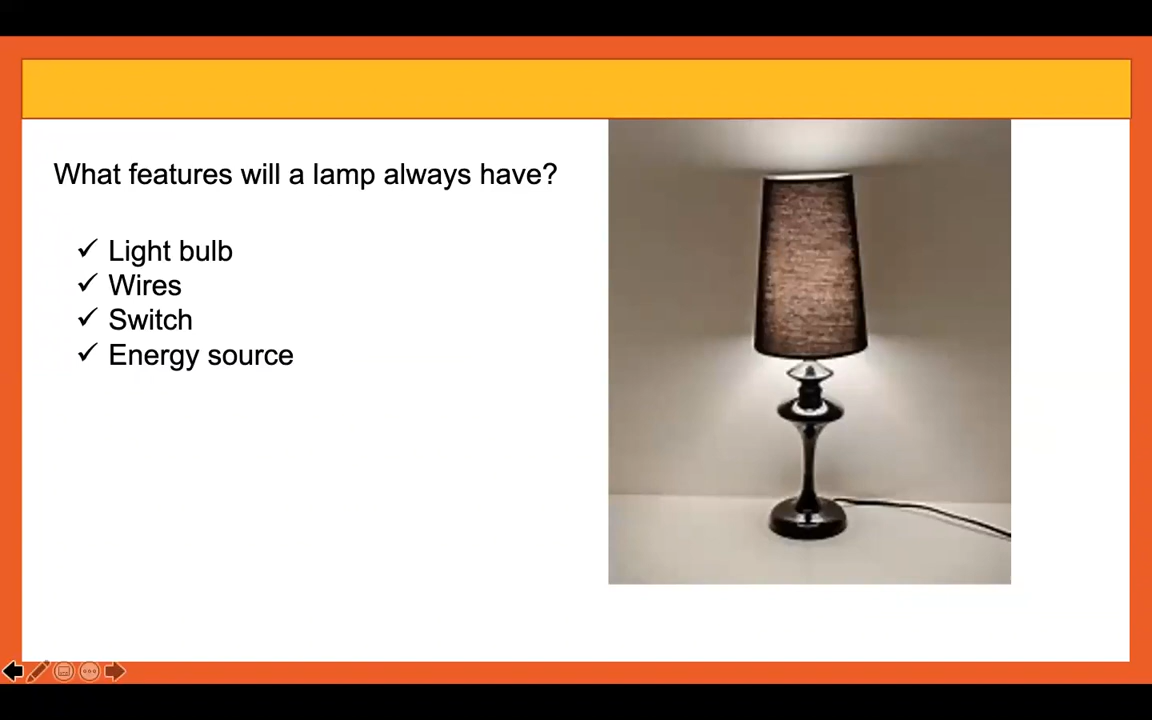 What features will a lamp always have?
✓ Light bulb
✓ Wires
✓ Switch
✓ Energy source